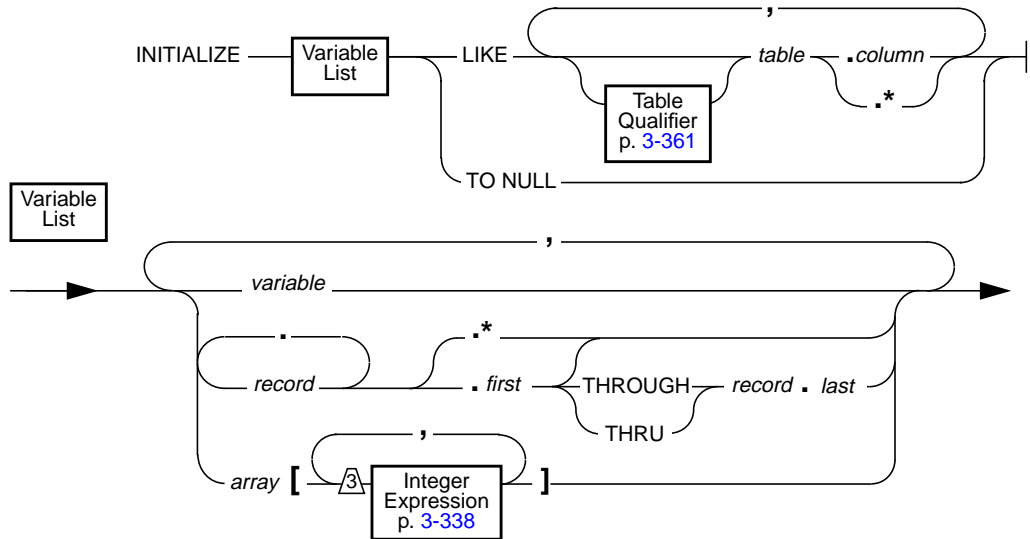 ,
INITIALIZE Variable List LIKE Table Qualifier p. 3-361 table .column
.*
TO NULL
Variable List
,
variable
. .*
record .first THROUGH record . last
THRU
,
array [ 3 Integer Expression p. 3-338 ]